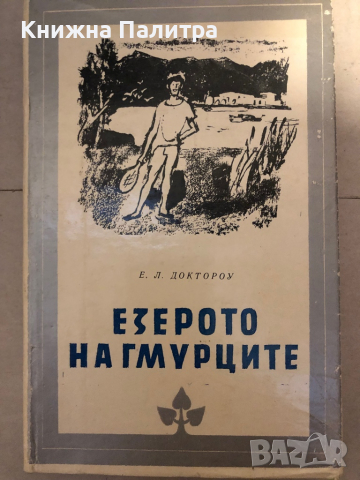 Книжна Палитра
Е. Л. ДОКТОРОУ
ЕЗЕРОТО
НА ГМУРЦИТЕ
BAZAR